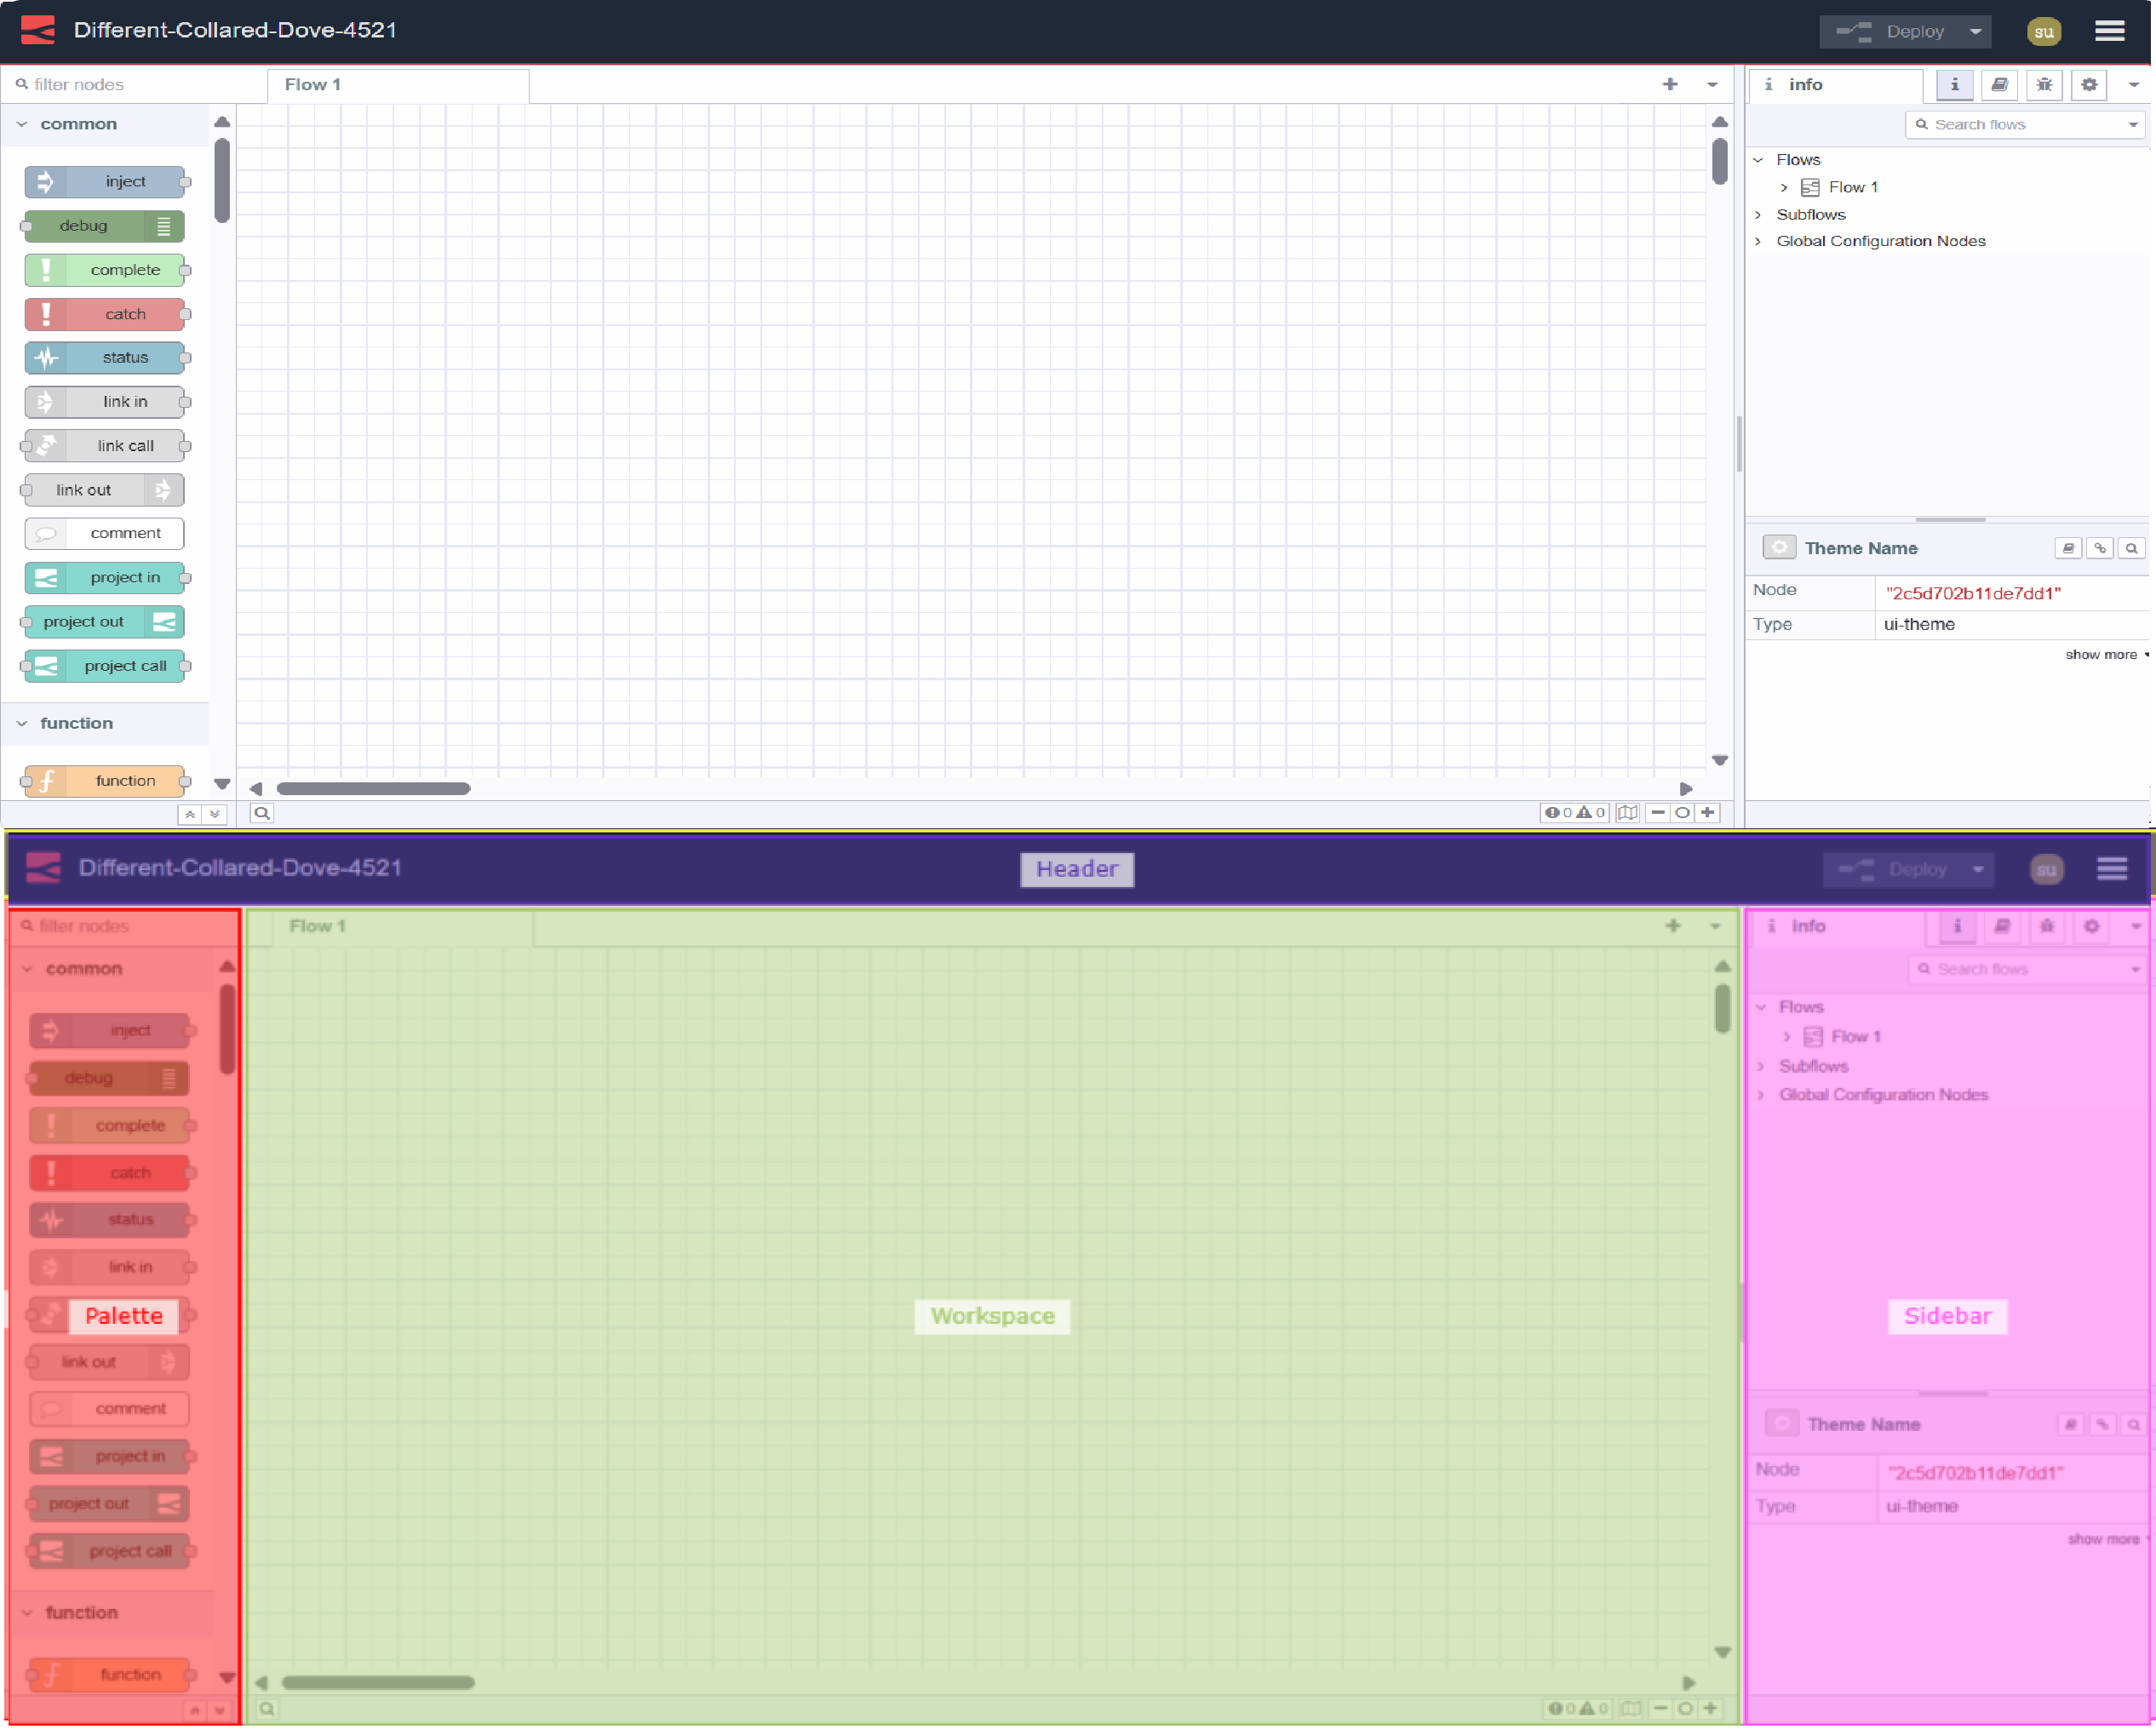 Different-Collared-Dove-4521
Deploy
su
filter nodes
Flow 1
info
common
Search flows
inject
debug
complete
catch
status
link in
link call
link out
comment
project in
project out
project call
function
function
Flows
Flow 1
Subflows
Global Configuration Nodes
Theme Name
Node "2c5d702b11de7dd1"
Type ui-theme
show more
0 0
Different-Collared-Dove-4521
Header
Deploy
su
filter nodes
Flow 1
info
common
Search flows
inject
debug
complete
catch
status
link in
Palette
link out
comment
project in
project out
project call
function
function
Workspace
Flows
Flow 1
Subflows
Global Configuration Nodes
Sidebar
Theme Name
Node "2c5d702b11de7dd1"
Type ui-theme
show more
0 0